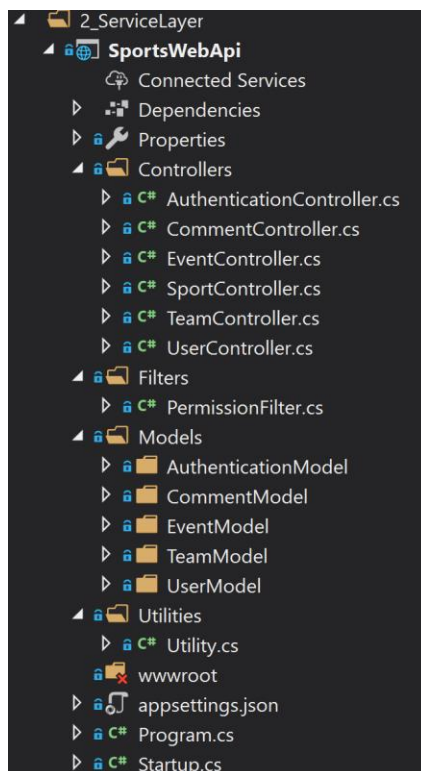 2_ServiceLayer
SportsWebApi
Connected Services
Dependencies
Properties
Controllers
C# AuthenticationController.cs
C# CommentController.cs
C# EventController.cs
C# SportController.cs
C# TeamController.cs
C# UserController.cs
Filters
C# PermissionFilter.cs
Models
AuthenticationModel
CommentModel
EventModel
TeamModel
UserModel
Utilities
C# Utility.cs
wwwroot
appsettings.json
C# Program.cs
C# Startup.cs